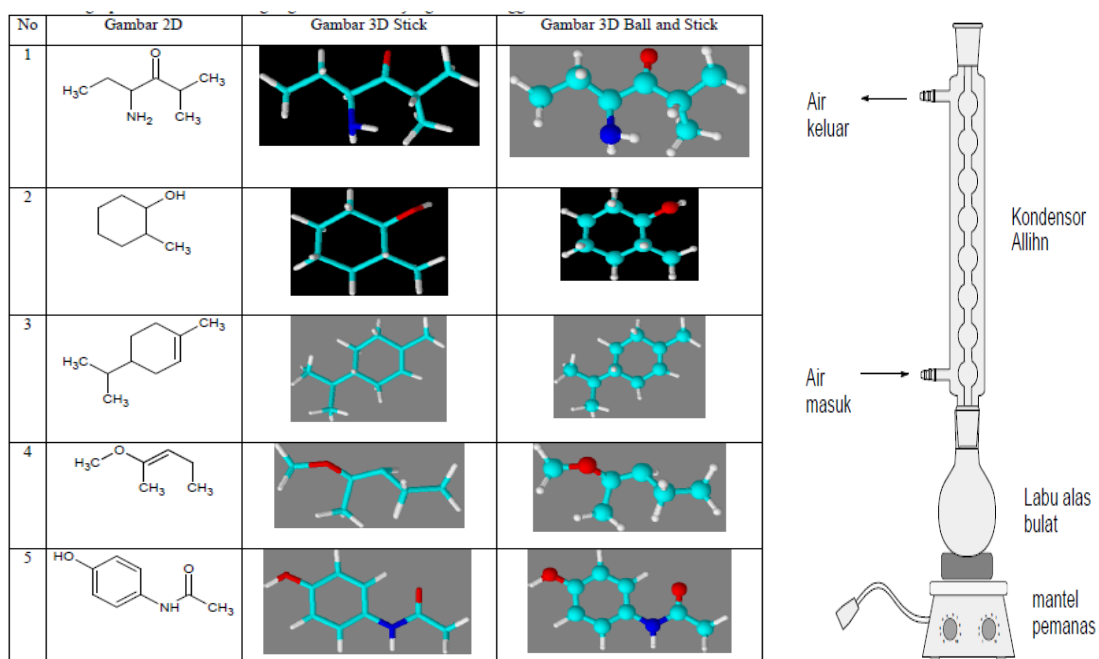 No Gambar 2D Gambar 3D Stick Gambar 3D Ball and Stick
1
O
CH3
CH3
NH2 CH3
2
OH
CH3
3
CH3
H3C
CH3
4
H3C O
CH3 H3C
5
HO
O
NH CH3
Air
keluar
Kondensor
Allihn
Air
masuk
Labu alas
bulat
mantel
pemanas